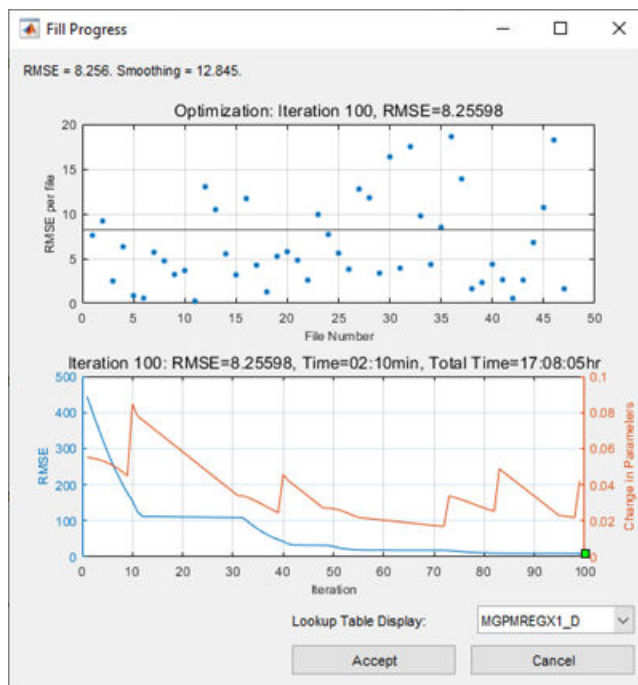 Fill Progress
RMSE = 8.256. Smoothing = 12.845.
Optimization: Iteration 100, RMSE=8.25598
20
15
10
5
0
RMSE per file
0 5 10 15 20 25 30 35 40 45 50
File Number
Iteration 100: RMSE=8.25598, Time=02:10min, Total Time=17:08:05hr
500
400
300
200
100
0
RMSE
0.1
0.08
0.06
0.04
0.02
0
Change in Parameters
0 10 20 30 40 50 60 70 80 90 100
Iteration
Lookup Table Display: MGPMREGX1_D
Accept Cancel